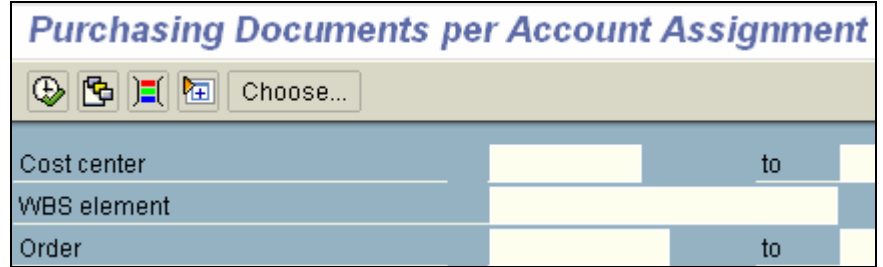 Purchasing Documents per Account Assignment
Choose...
Cost center to
WBS element
Order to